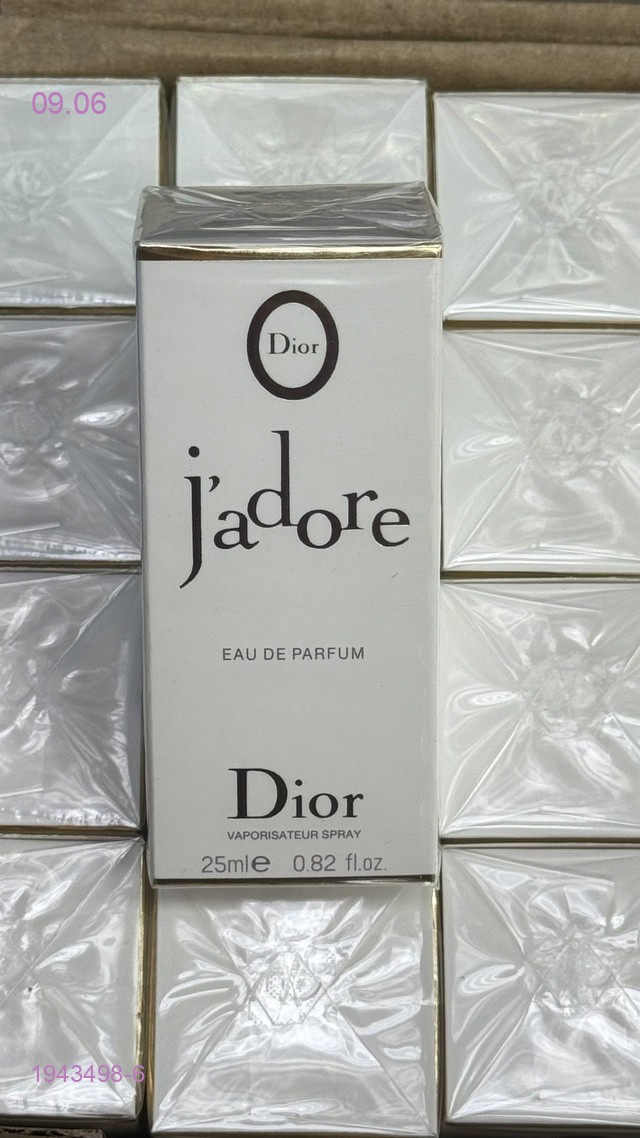 09.06
Dior
j'adore
EAU DE PARFUM
Dior
VAPORISATEUR SPRAY
25ml e 0.82 fl.oz.
1943498-6